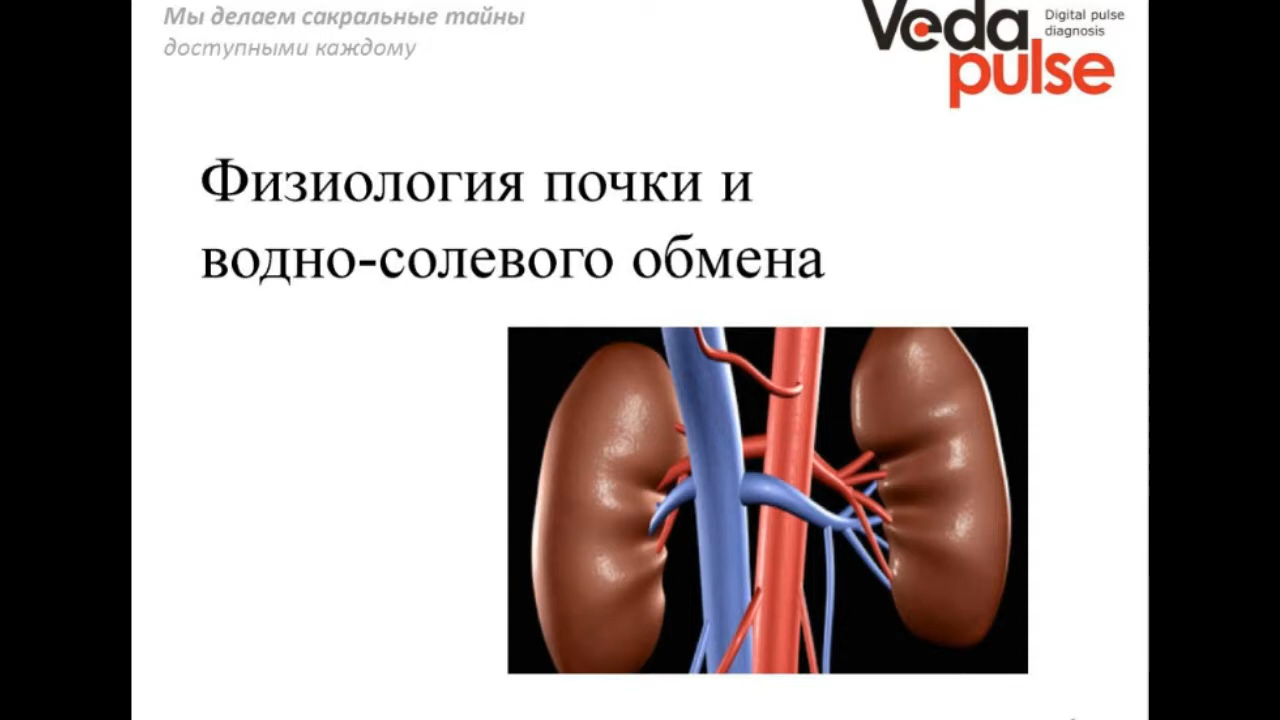 Мы делаем сакральные тайны
доступными каждому
Veda
pulse
Digital pulse
diagnosis
Физиология почки и
водно-солевого обмена